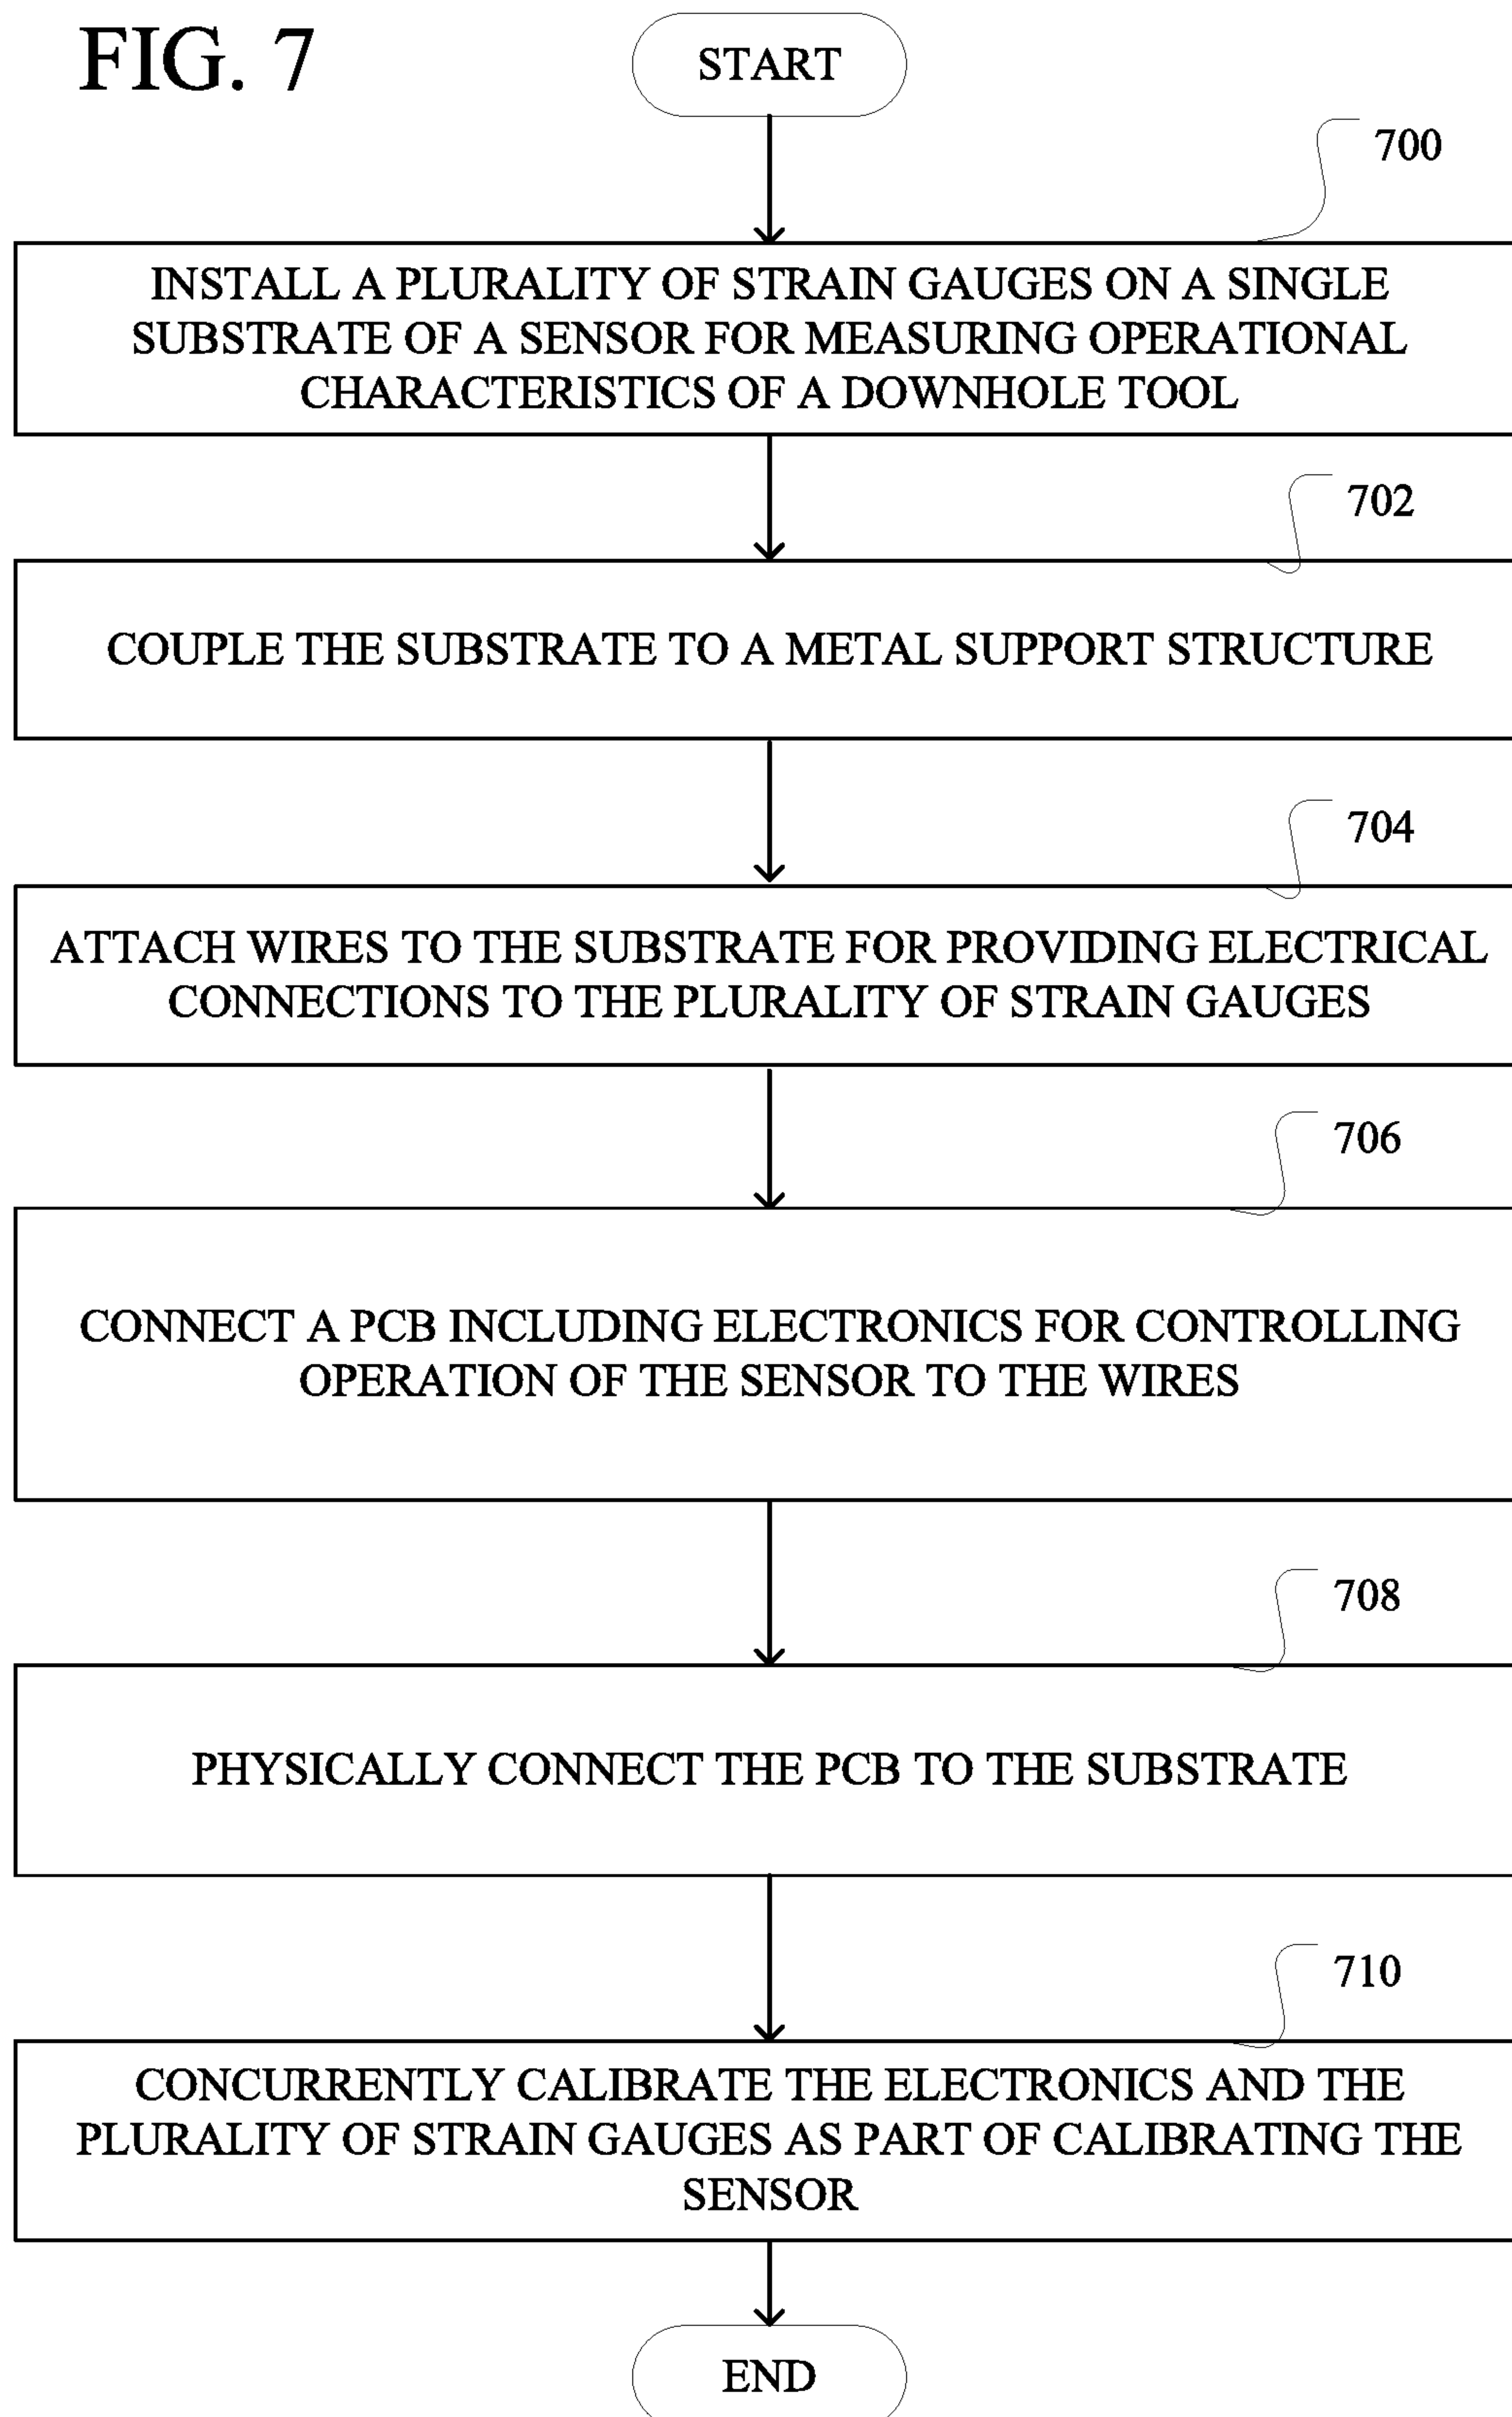 FIG. 7
START
700
INSTALL A PLURALITY OF STRAIN GAUGES ON A SINGLE
SUBSTRATE OF A SENSOR FOR MEASURING OPERATIONAL
CHARACTERISTICS OF A DOWNHOLE TOOL
702
COUPLE THE SUBSTRATE TO A METAL SUPPORT STRUCTURE
704
ATTACH WIRES TO THE SUBSTRATE FOR PROVIDING ELECTRICAL
CONNECTIONS TO THE PLURALITY OF STRAIN GAUGES
706
CONNECT A PCB INCLUDING ELECTRONICS FOR CONTROLLING
OPERATION OF THE SENSOR TO THE WIRES
708
PHYSICALLY CONNECT THE PCB TO THE SUBSTRATE
710
CONCURRENTLY CALIBRATE THE ELECTRONICS AND THE
PLURALITY OF STRAIN GAUGES AS PART OF CALIBRATING THE
SENSOR
END